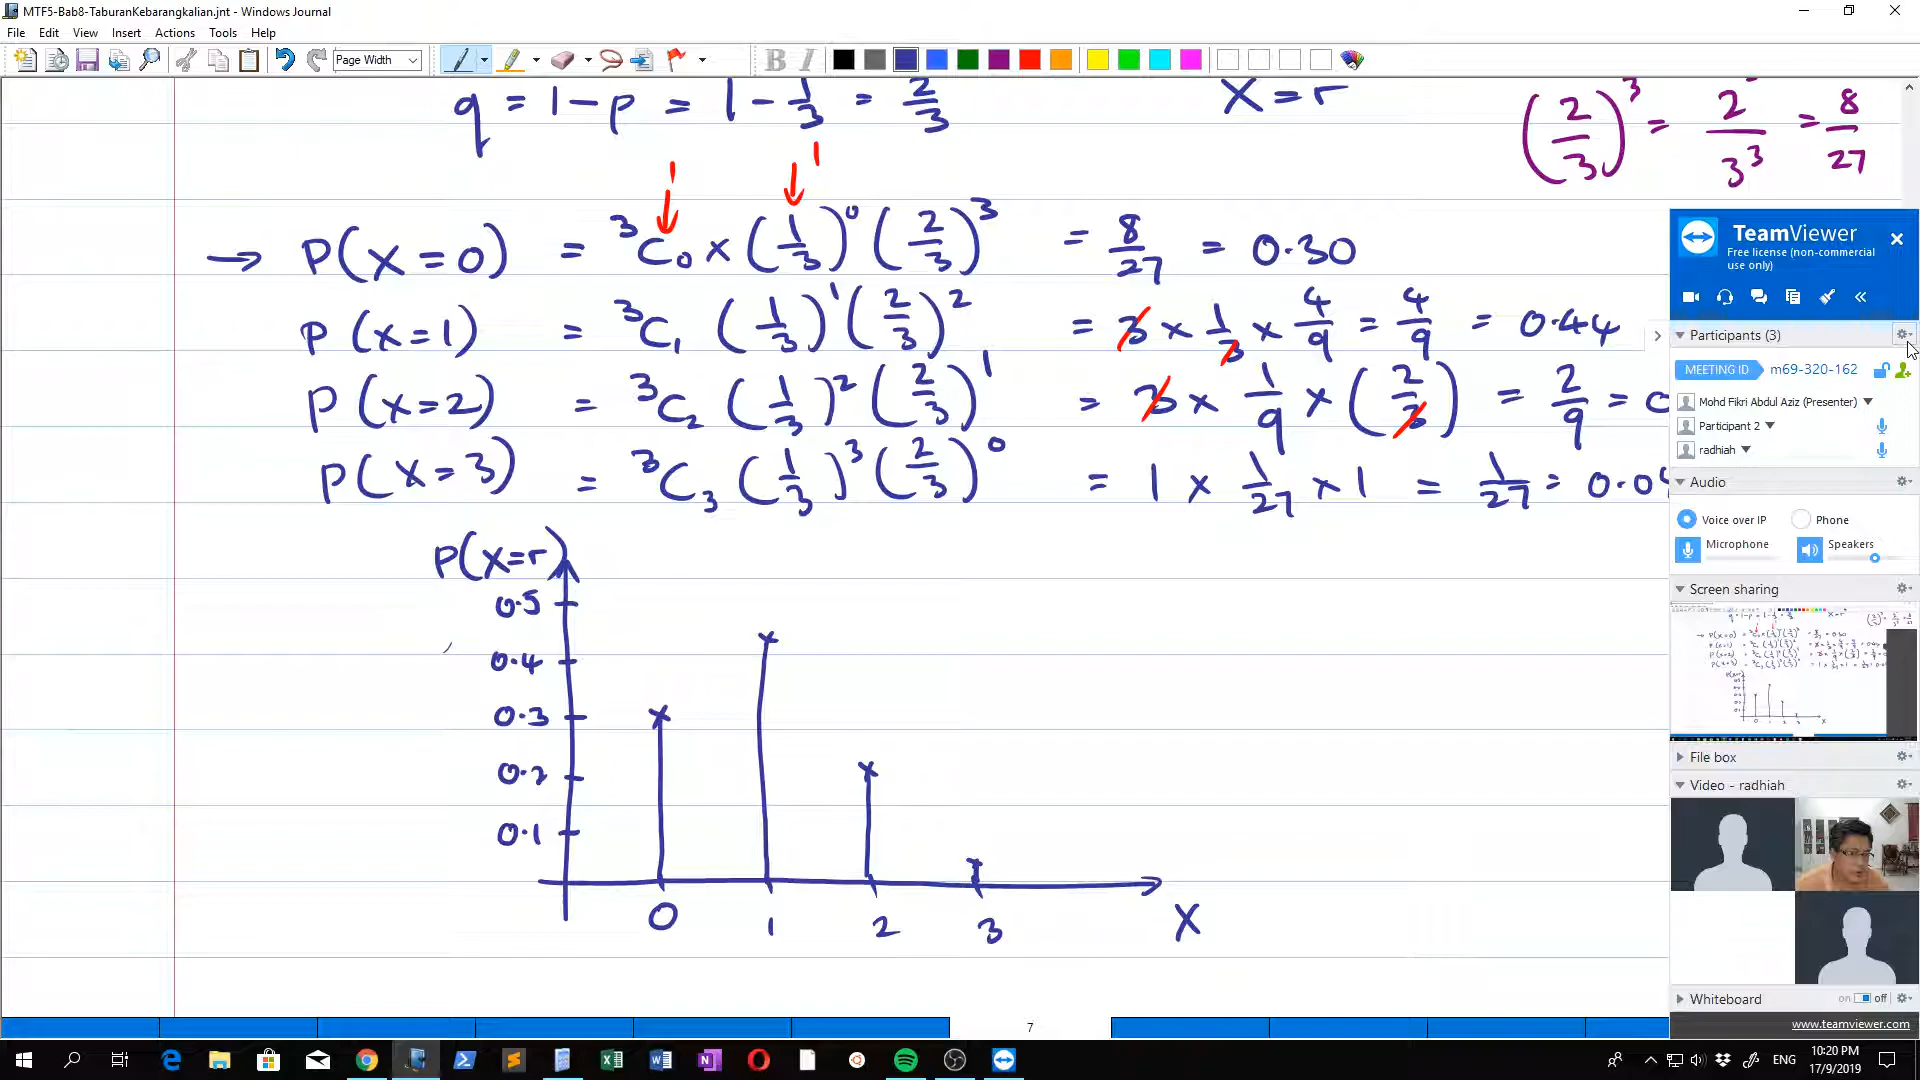 MTF5-Bab8-TaburanKebarangkalian.jnt - Windows Journal
File Edit View Insert Actions Tools Help
Page Width
q = 1 - p = 1 - 1/3 = 2/3
X = r
(2/3)³ = 2/3³ = 8/27
→ P(X=0) = ³C₀ × (1/3)⁰ (2/3)³ = 8/27 = 0.30
P(X=1) = ³C₁ (1/3)¹ (2/3)² = 3 × 1/3 × 4/9 = 4/9 = 0.44
P(X=2) = ³C₂ (1/3)² (2/3)¹ = 3 × 1/9 × (2/3) = 2/9 = 0
P(X=3) = ³C₃ (1/3)³ (2/3)⁰ = 1 × 1/27 × 1 = 1/27 = 0.0
P(X=r)
0.5
0.4
0.3
0.2
0.1
0 1 2 3 X
7
TeamViewer
Free license (non-commercial
use only)
Participants (3)
MEETING ID m69-320-162
Mohd Fikri Abdul Aziz (Presenter)
Participant 2
radhiah
Audio
Voice over IP Phone
Microphone Speakers
Screen sharing
File box
Video - radhiah
Whiteboard on off
www.teamviewer.com
ENG
10:20 PM
17/9/2019